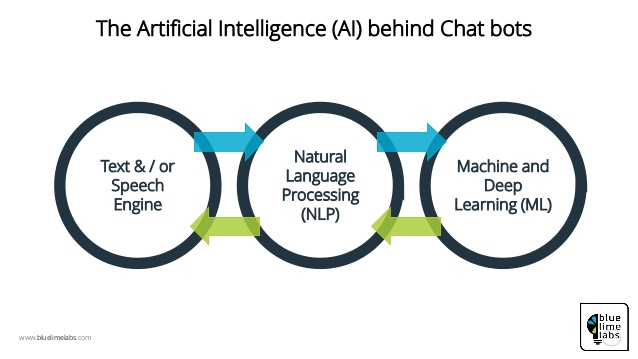 The Artificial Intelligence (AI) behind Chat bots
Text & / or
Speech
Engine
Natural
Language
Processing
(NLP)
Machine and
Deep
Learning (ML)
www.bluelimelabs.com
blue
lime
labs